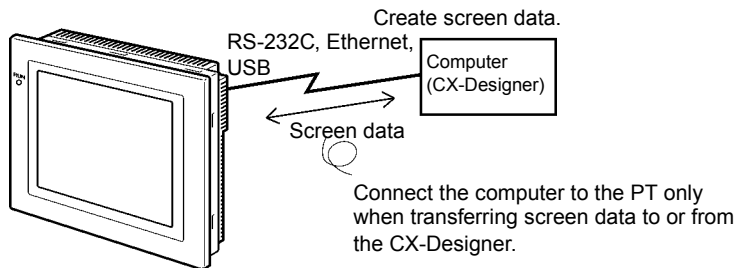 Create screen data.
RS-232C, Ethernet,
USB
Computer
(CX-Designer)
RUN
Screen data
Connect the computer to the PT only
when transferring screen data to or from
the CX-Designer.